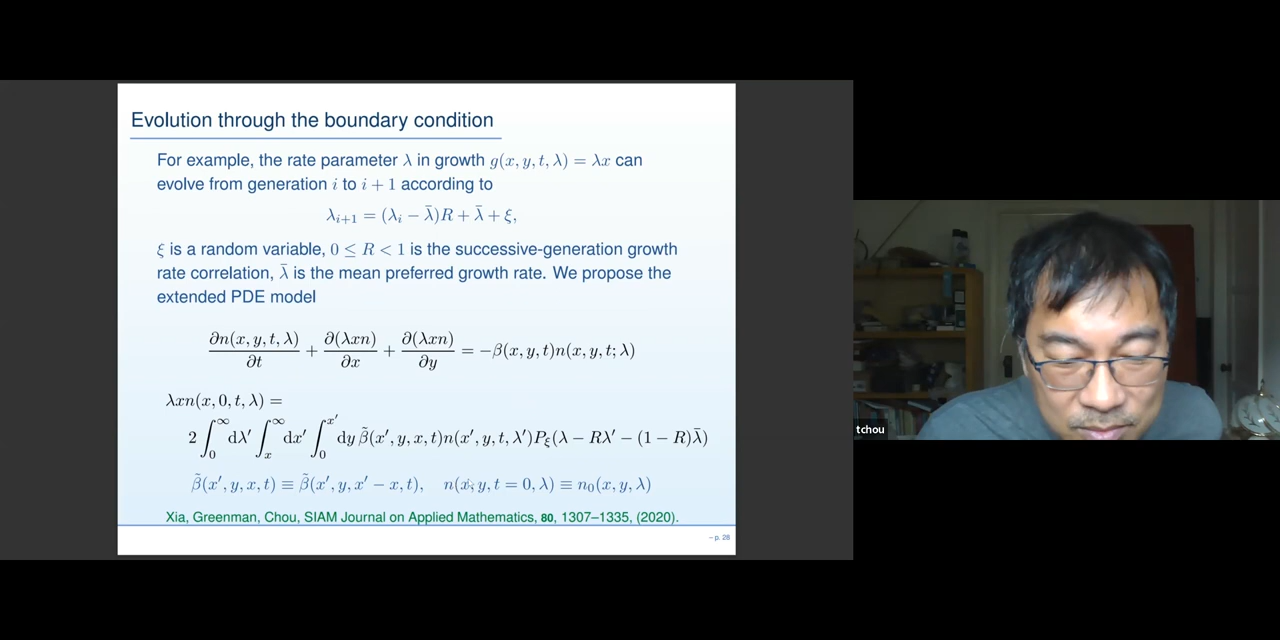 Evolution through the boundary condition
For example, the rate parameter λ in growth g(x, y, t, λ) = λx can
evolve from generation i to i + 1 according to
λ_{i+1} = (λ_i − λ̄)R + λ̄ + ξ,
ξ is a random variable, 0 ≤ R < 1 is the successive-generation growth
rate correlation, λ̄ is the mean preferred growth rate. We propose the
extended PDE model
∂n(x, y, t, λ)/∂t + ∂(λxn)/∂x + ∂(λxn)/∂y = −β(x, y, t)n(x, y, t; λ)
λxn(x, 0, t, λ) =
2 ∫_0^∞ dλ′ ∫_x^∞ dx′ ∫_0^{x′} dy β̃(x′, y, x, t)n(x′, y, t, λ′)P_ξ(λ − Rλ′ − (1 − R)λ̄)
β̃(x′, y, x, t) ≡ β̃(x′, y, x′ − x, t), n(x, y, t = 0, λ) ≡ n_0(x, y, λ)
Xia, Greenman, Chou, SIAM Journal on Applied Mathematics, 80, 1307–1335, (2020).
– p. 28
tchou